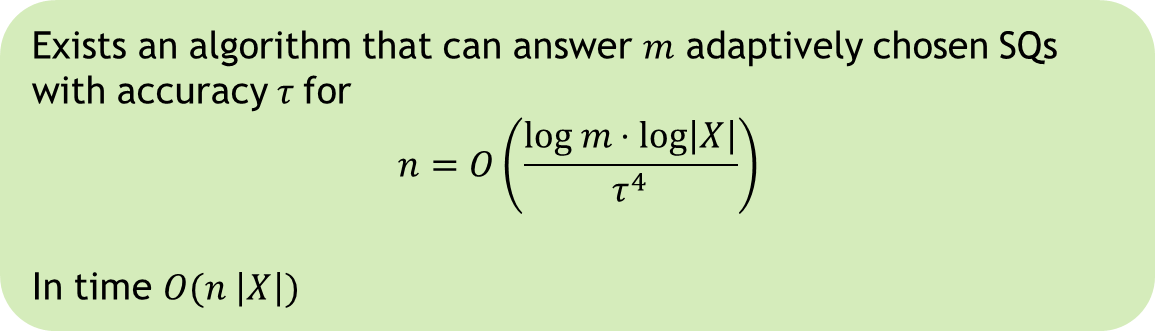 Exists an algorithm that can answer m adaptively chosen SQs
with accuracy τ for
n = O(log m · log|X| / τ⁴)
In time O(n |X|)